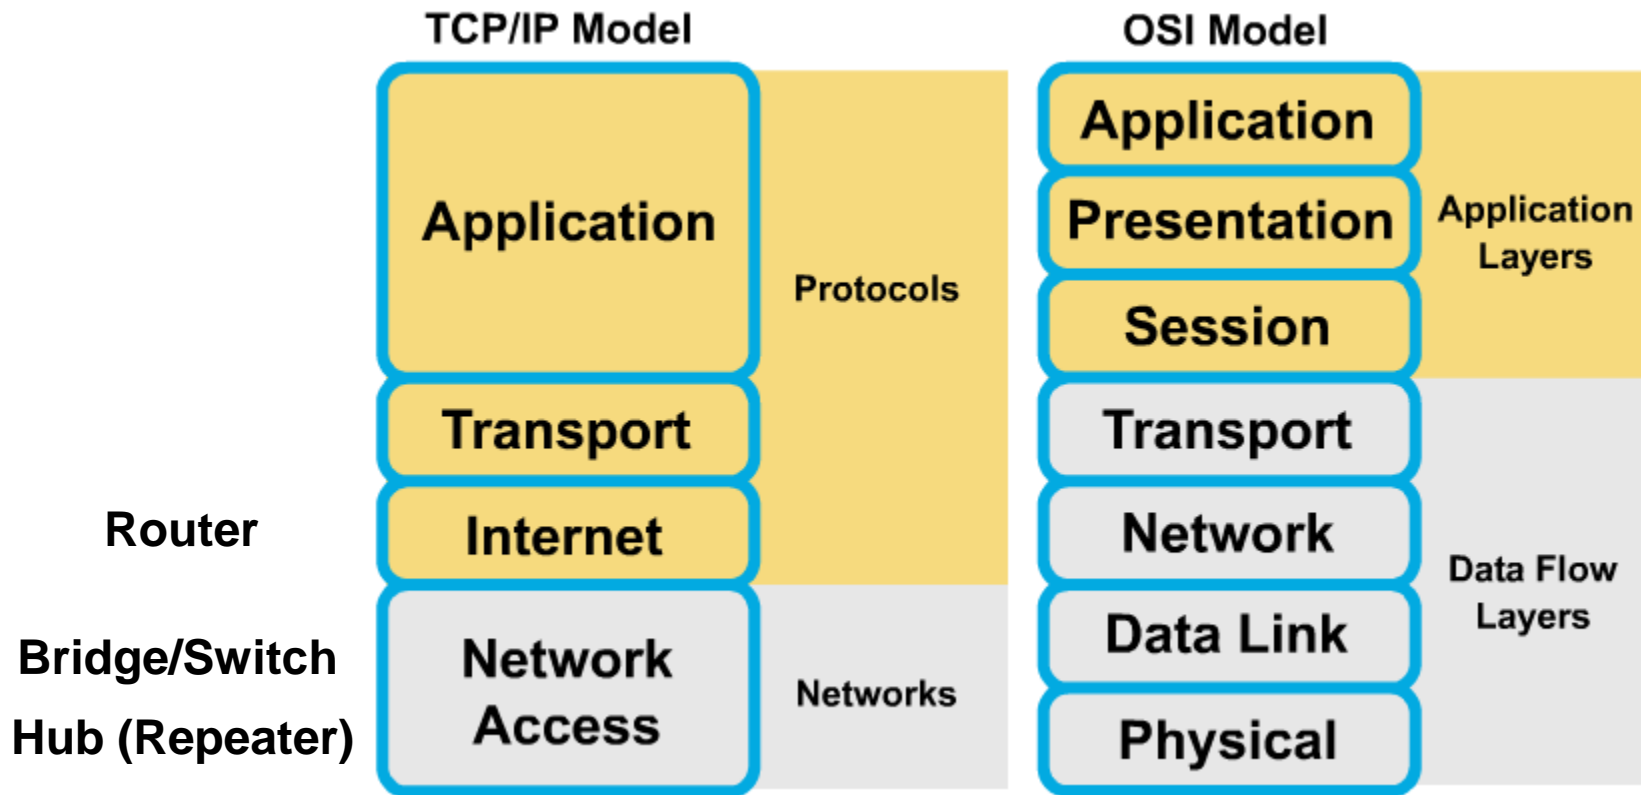 TCP/IP Model
OSI Model
Application
Transport
Internet
Network
Access
Protocols
Networks
Router
Bridge/Switch
Hub (Repeater)
Application
Presentation
Session
Transport
Network
Data Link
Physical
Application
Layers
Data Flow
Layers